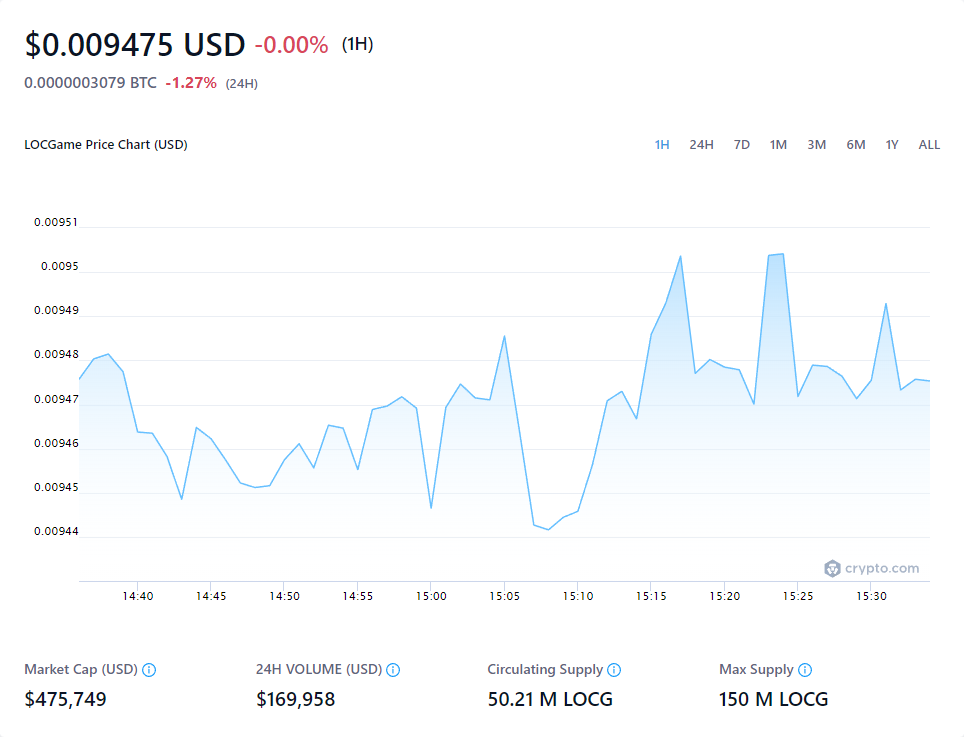 $0.009475 USD -0.00% (1H)
0.0000003079 BTC -1.27% (24H)
LOCGame Price Chart (USD) 1H 24H 7D 1M 3M 6M 1Y ALL
0.00951
0.0095
0.00949
0.00948
0.00947
0.00946
0.00945
0.00944
crypto.com
14:40 14:45 14:50 14:55 15:00 15:05 15:10 15:15 15:20 15:25 15:30
Market Cap (USD) 24H VOLUME (USD) Circulating Supply Max Supply
$475,749 $169,958 50.21 M LOCG 150 M LOCG